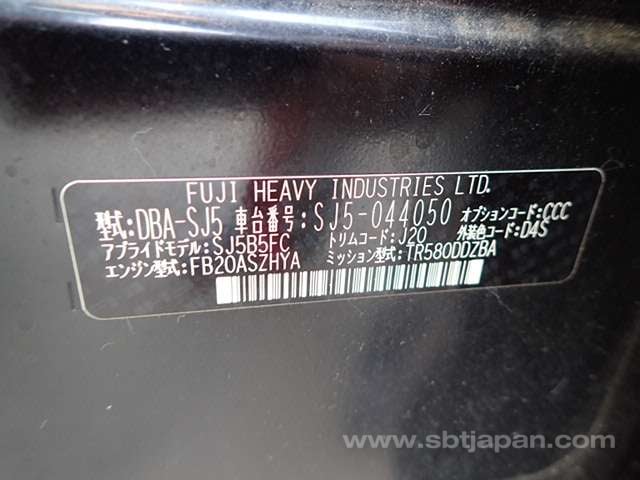 FUJI HEAVY INDUSTRIES LTD.
型式:DBA-SJ5 車台番号:SJ5-044050 オプションコード:CCC
アプライドモデル:SJ5B5FC トリムコード:J20 外装色コード:D4S
エンジン型式:FB20ASZHYA ミッション型式:TR580DDZBA
www.sbtjapan.com